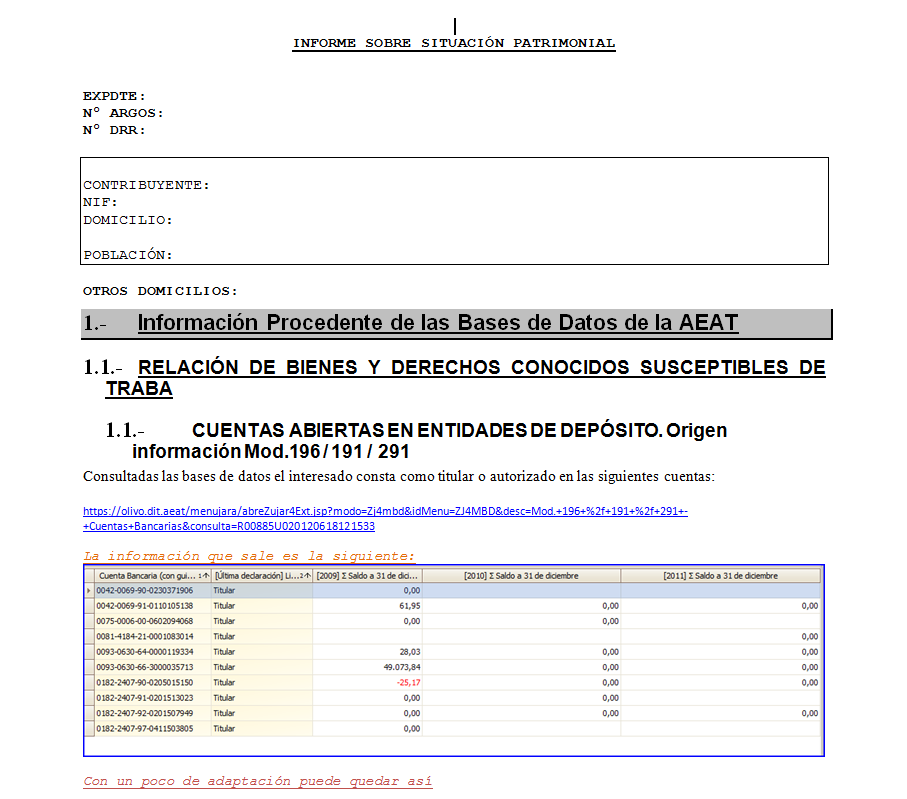 INFORME SOBRE SITUACIÓN PATRIMONIAL
EXPDTE:
Nº ARGOS:
Nº DRR:
CONTRIBUYENTE:
NIF:
DOMICILIO:
POBLACIÓN:
OTROS DOMICILIOS:
1.- Información Procedente de las Bases de Datos de la AEAT
1.1.- RELACIÓN DE BIENES Y DERECHOS CONOCIDOS SUSCEPTIBLES DE
TRABA
1.1.- CUENTAS ABIERTAS EN ENTIDADES DE DEPÓSITO. Origen
información Mod.196 / 191 / 291
Consultadas las bases de datos el interesado consta como titular o autorizado en las siguientes cuentas:
https://olivo.dit.aeat/menujara/abreZujar4Ext.jsp?modo=Zj4mbd&idMenu=ZJ4MBD&desc=Mod.+196+%2f+191+%2f+291+-
+Cuentas+Bancarias&consulta=R00885U020120618121533
La información que sale es la siguiente:
Cuenta Bancaria (con gui... 1 [Última declaración] Li... 2 [2009] Σ Saldo a 31 de dici... [2010] Σ Saldo a 31 de diciembre [2011] Σ Saldo a 31 de diciembre
0042-0069-90-0230371906 Titular 0,00
0042-0069-91-0110105138 Titular 61,95 0,00 0,00
0075-0006-00-0602094068 Titular 0,00 0,00
0081-4184-21-0001083014 Titular 0,00
0093-0630-64-0000119334 Titular 28,03 0,00 0,00
0093-0630-66-3000035713 Titular 49.073,84 0,00 0,00
0182-2407-90-0205015150 Titular -25,17 0,00 0,00
0182-2407-91-0201513023 Titular 0,00 0,00
0182-2407-92-0201507949 Titular 0,00 0,00 0,00
0182-2407-97-0411503805 Titular 0,00
Con un poco de adaptación puede quedar así